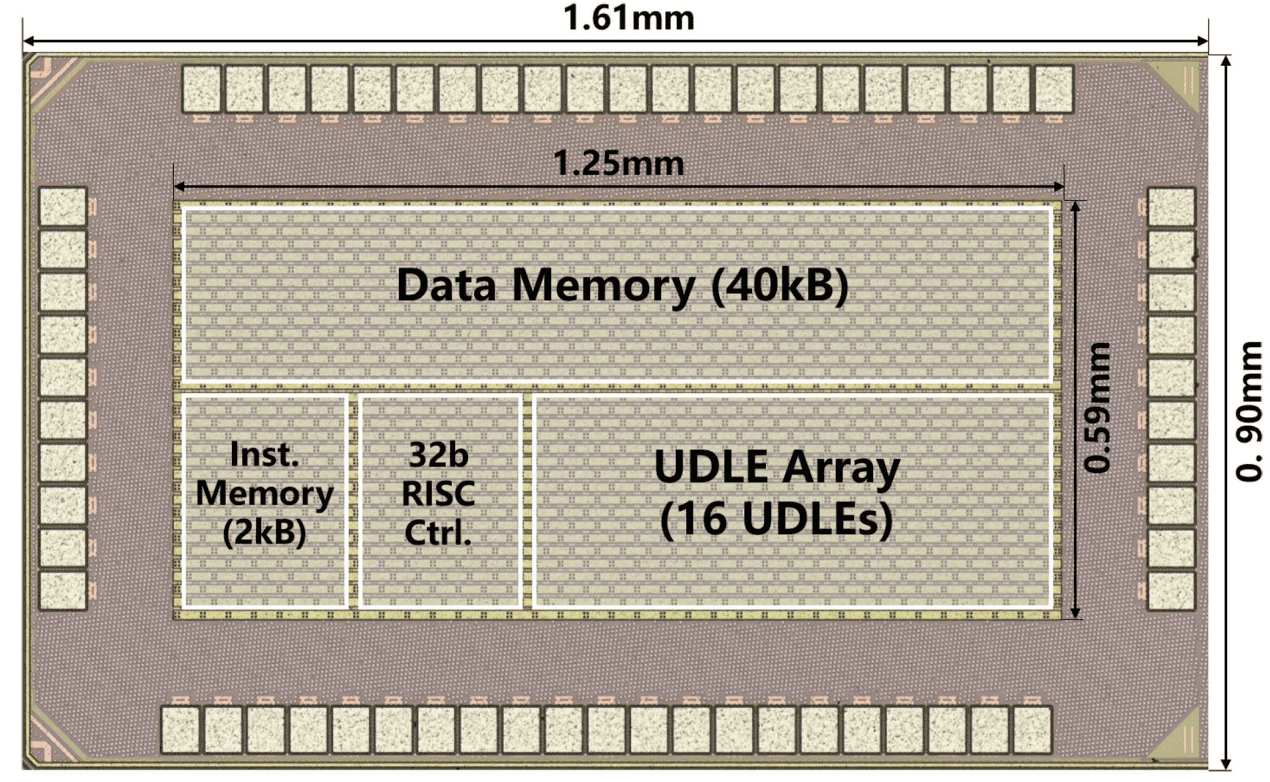 1.61mm
1.25mm
Data Memory (40kB)
0.59mm
0. 90mm
Inst.
Memory
(2kB)
32b
RISC
Ctrl.
UDLE Array
(16 UDLEs)